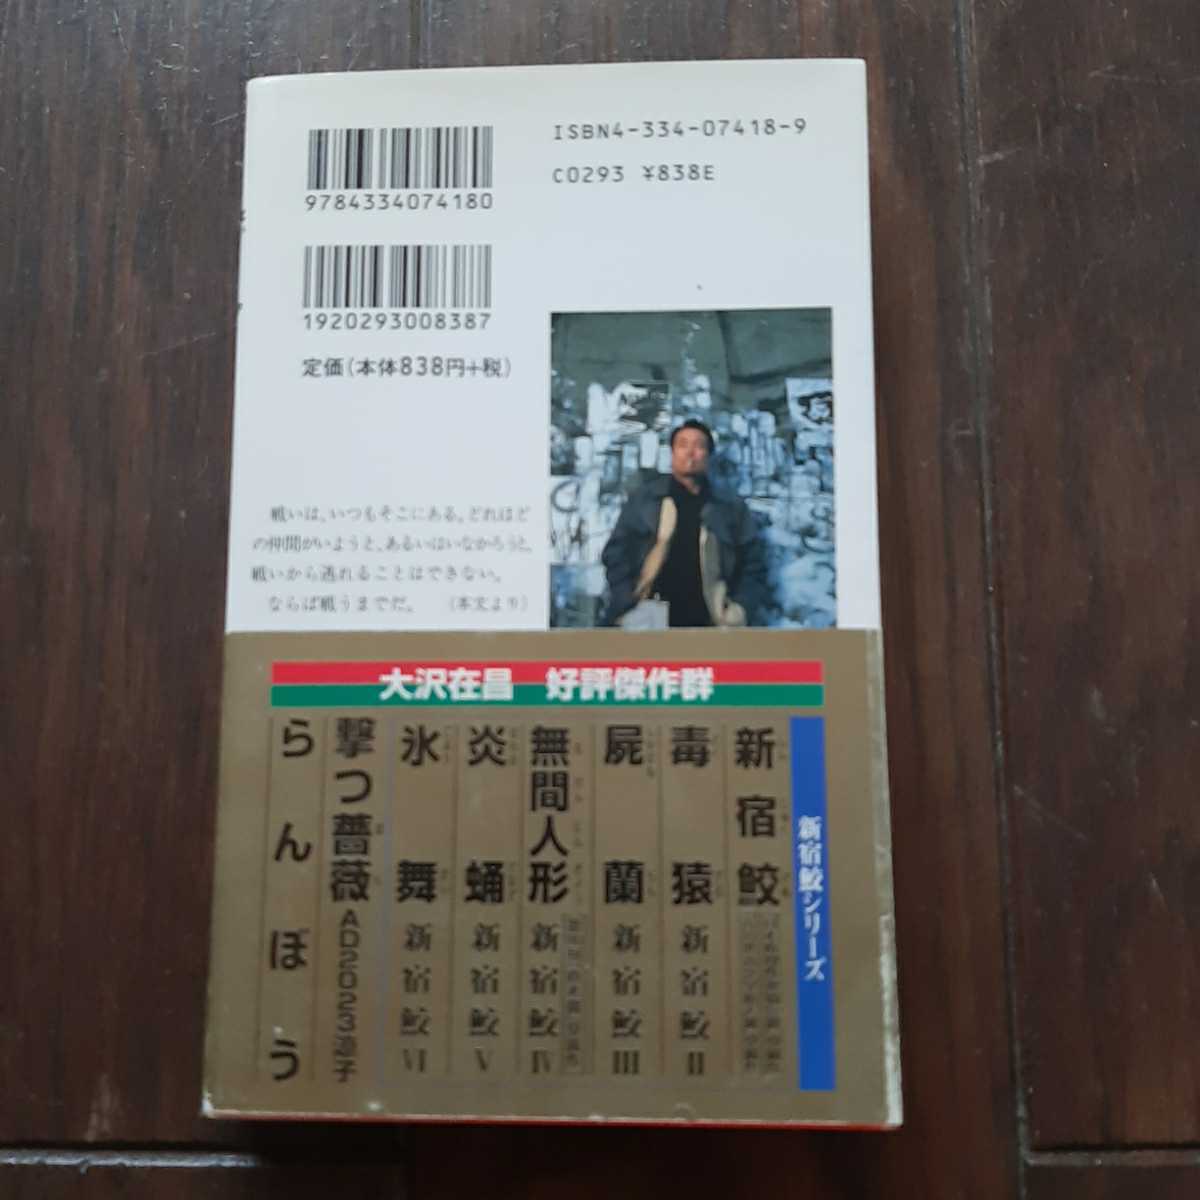 ISBN4-334-07418-9
C0293 ¥838E
9784334074180
1920293008387
定価(本体838円+税)
戦いは、いつもそこにある。どれほど
の仲間がいようと、あるいはいなかろうと、
戦いから逃れることはできない。
ならば戦うまでだ。 (本文より)
大沢在昌 好評傑作群
新宿鮫シリーズ
新宿鮫
毒猿 新宿鮫II
屍蘭 新宿鮫III
無間人形 新宿鮫IV
炎蛹 新宿鮫V
氷舞 新宿鮫VI
撃つ薔薇 AD2023涼子
らんぼう